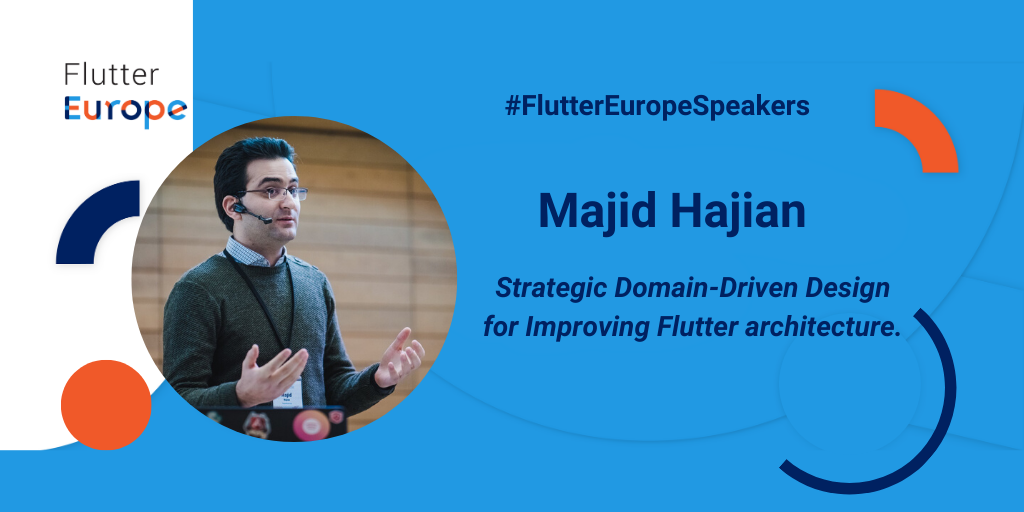 Flutter
Europe
#FlutterEuropeSpeakers
Majid Hajian
Strategic Domain-Driven Design
for Improving Flutter architecture.